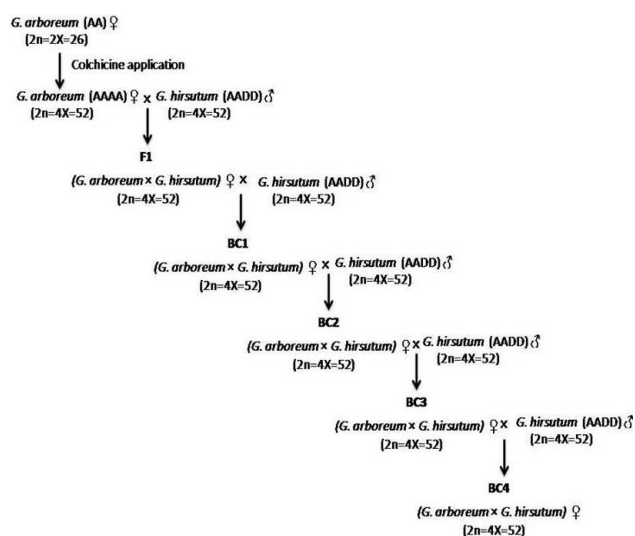 G. arboreum (AA) ♀
(2n=2X=26)
Colchicine application
G. arboreum (AAAA) ♀ x G. hirsutum (AADD) ♂
(2n=4X=52) (2n=4X=52)
F1
(G. arboreum x G. hirsutum) ♀ x G. hirsutum (AADD) ♂
(2n=4X=52) (2n=4X=52)
BC1
(G. arboreum x G. hirsutum) ♀ x G. hirsutum (AADD) ♂
(2n=4X=52) (2n=4X=52)
BC2
(G. arboreum x G. hirsutum) ♀ x G. hirsutum (AADD) ♂
(2n=4X=52) (2n=4X=52)
BC3
(G. arboreum x G. hirsutum) ♀ x G. hirsutum (AADD) ♂
(2n=4X=52) (2n=4X=52)
BC4
(G. arboreum x G. hirsutum) ♀
(2n=4X=52)